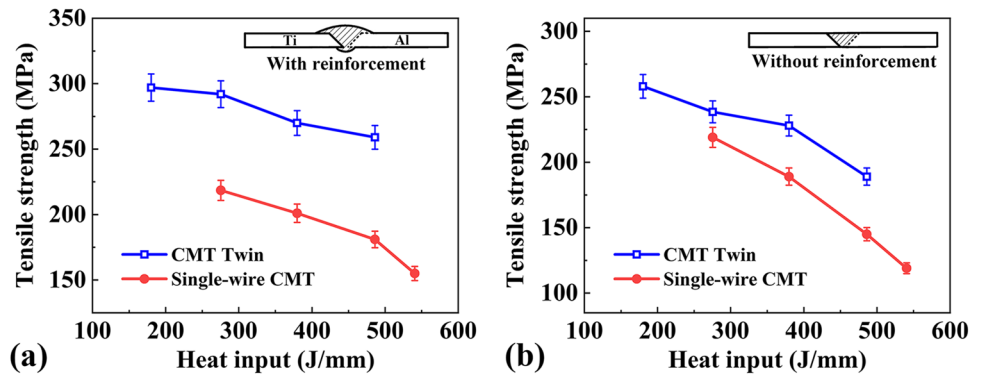 350
300
250
200
150
Tensile strength (MPa)
Ti
Al
With reinforcement
CMT Twin
Single-wire CMT
100
200
300
400
500
600
Heat input (J/mm)
(a)
300
250
200
150
100
Tensile strength (MPa)
Without reinforcement
CMT Twin
Single-wire CMT
100
200
300
400
500
600
Heat input (J/mm)
(b)